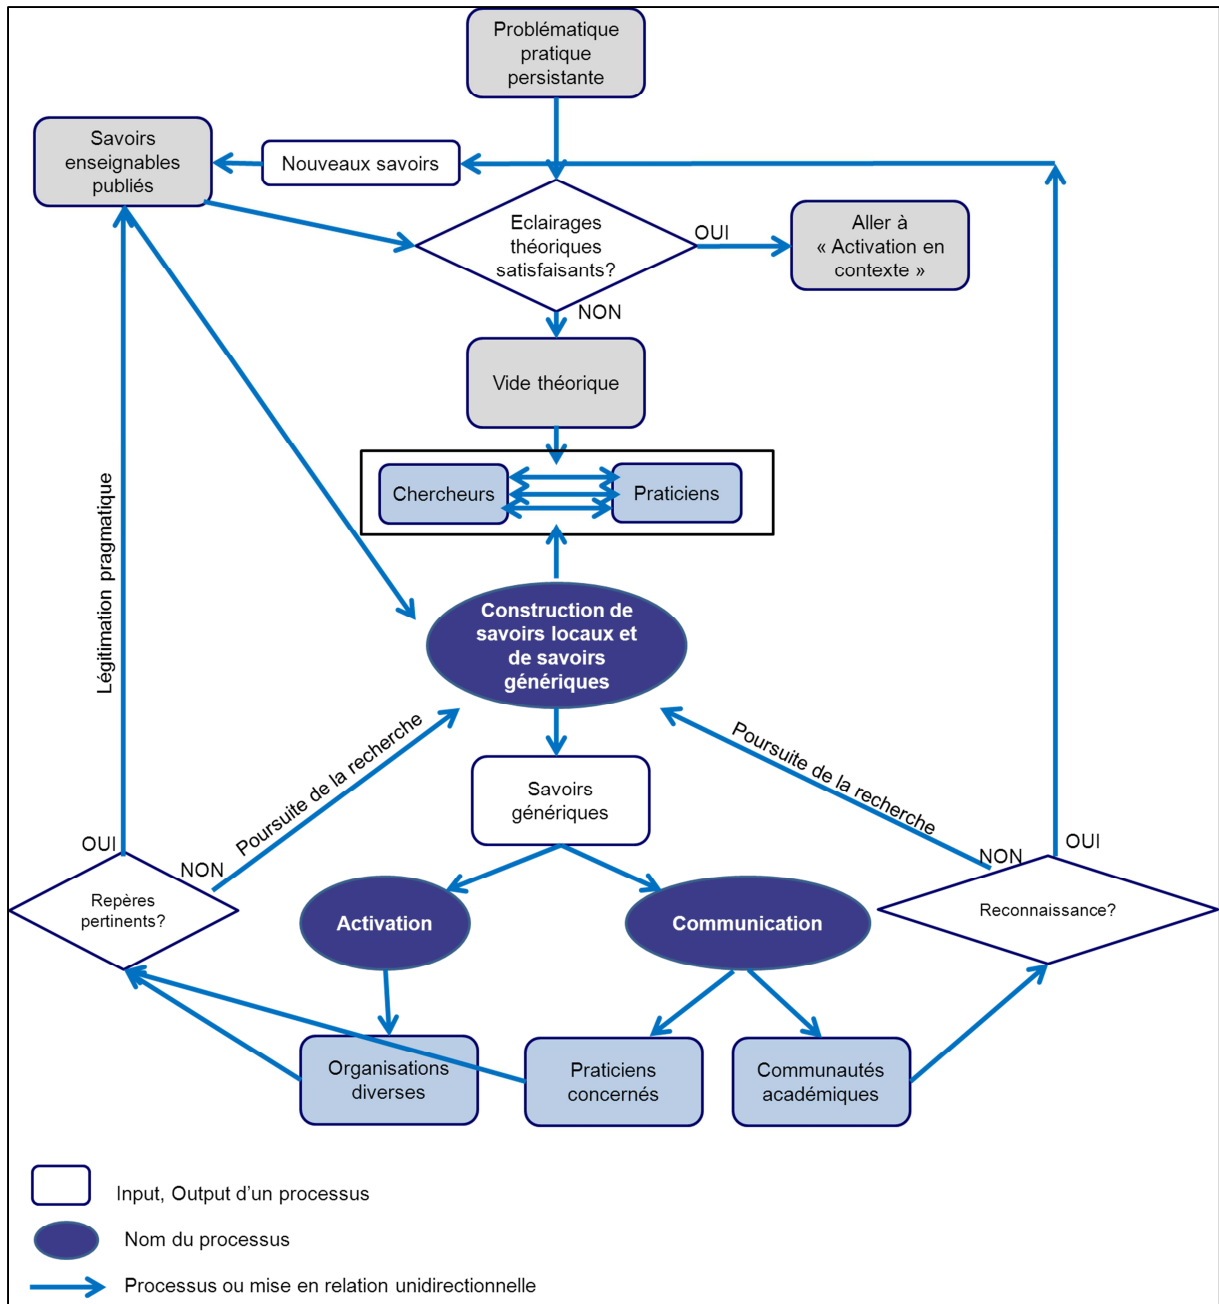 Problématique
pratique
persistante
Savoirs
enseignables
publiés
Nouveaux savoirs
Eclairages
théoriques
satisfaisants?
OUI
Aller à
« Activation en
contexte »
NON
Vide théorique
Chercheurs
Praticiens
Légitimation pragmatique
Construction de
savoirs locaux et
de savoirs
génériques
Poursuite de la recherche
Poursuite de la recherche
Savoirs
génériques
OUI
NON
NON
OUI
Repères
pertinents?
Activation
Communication
Reconnaissance?
Organisations
diverses
Praticiens
concernés
Communautés
académiques
Input, Output d'un processus
Nom du processus
Processus ou mise en relation unidirectionnelle